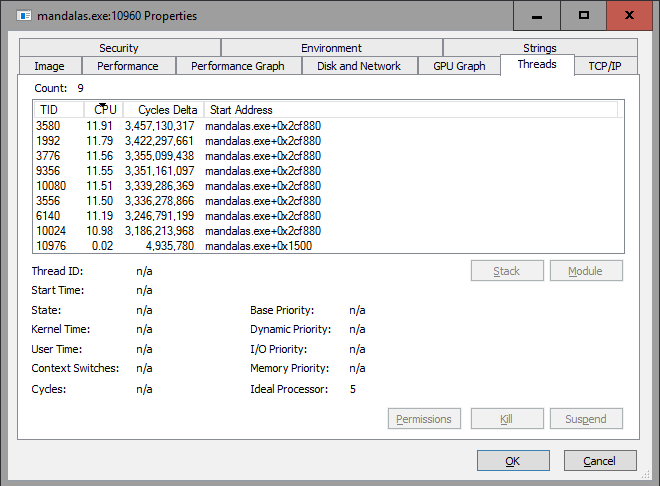 mandalas.exe:10960 Properties
Security Environment Strings
Image Performance Performance Graph Disk and Network GPU Graph Threads TCP/IP
Count: 9
TID CPU Cycles Delta Start Address
3580 11.91 3,457,130,317 mandalas.exe+0x2cf880
1992 11.79 3,422,297,661 mandalas.exe+0x2cf880
3776 11.56 3,355,099,438 mandalas.exe+0x2cf880
9356 11.55 3,351,161,097 mandalas.exe+0x2cf880
10080 11.51 3,339,286,369 mandalas.exe+0x2cf880
3556 11.50 3,336,278,866 mandalas.exe+0x2cf880
6140 11.19 3,246,791,199 mandalas.exe+0x2cf880
10024 10.98 3,186,213,968 mandalas.exe+0x2cf880
10976 0.02 4,935,780 mandalas.exe+0x1500
Thread ID: n/a Stack Module
Start Time: n/a
State: n/a Base Priority: n/a
Kernel Time: n/a Dynamic Priority: n/a
User Time: n/a I/O Priority: n/a
Context Switches: n/a Memory Priority: n/a
Cycles: n/a Ideal Processor: 5
Permissions Kill Suspend
OK Cancel